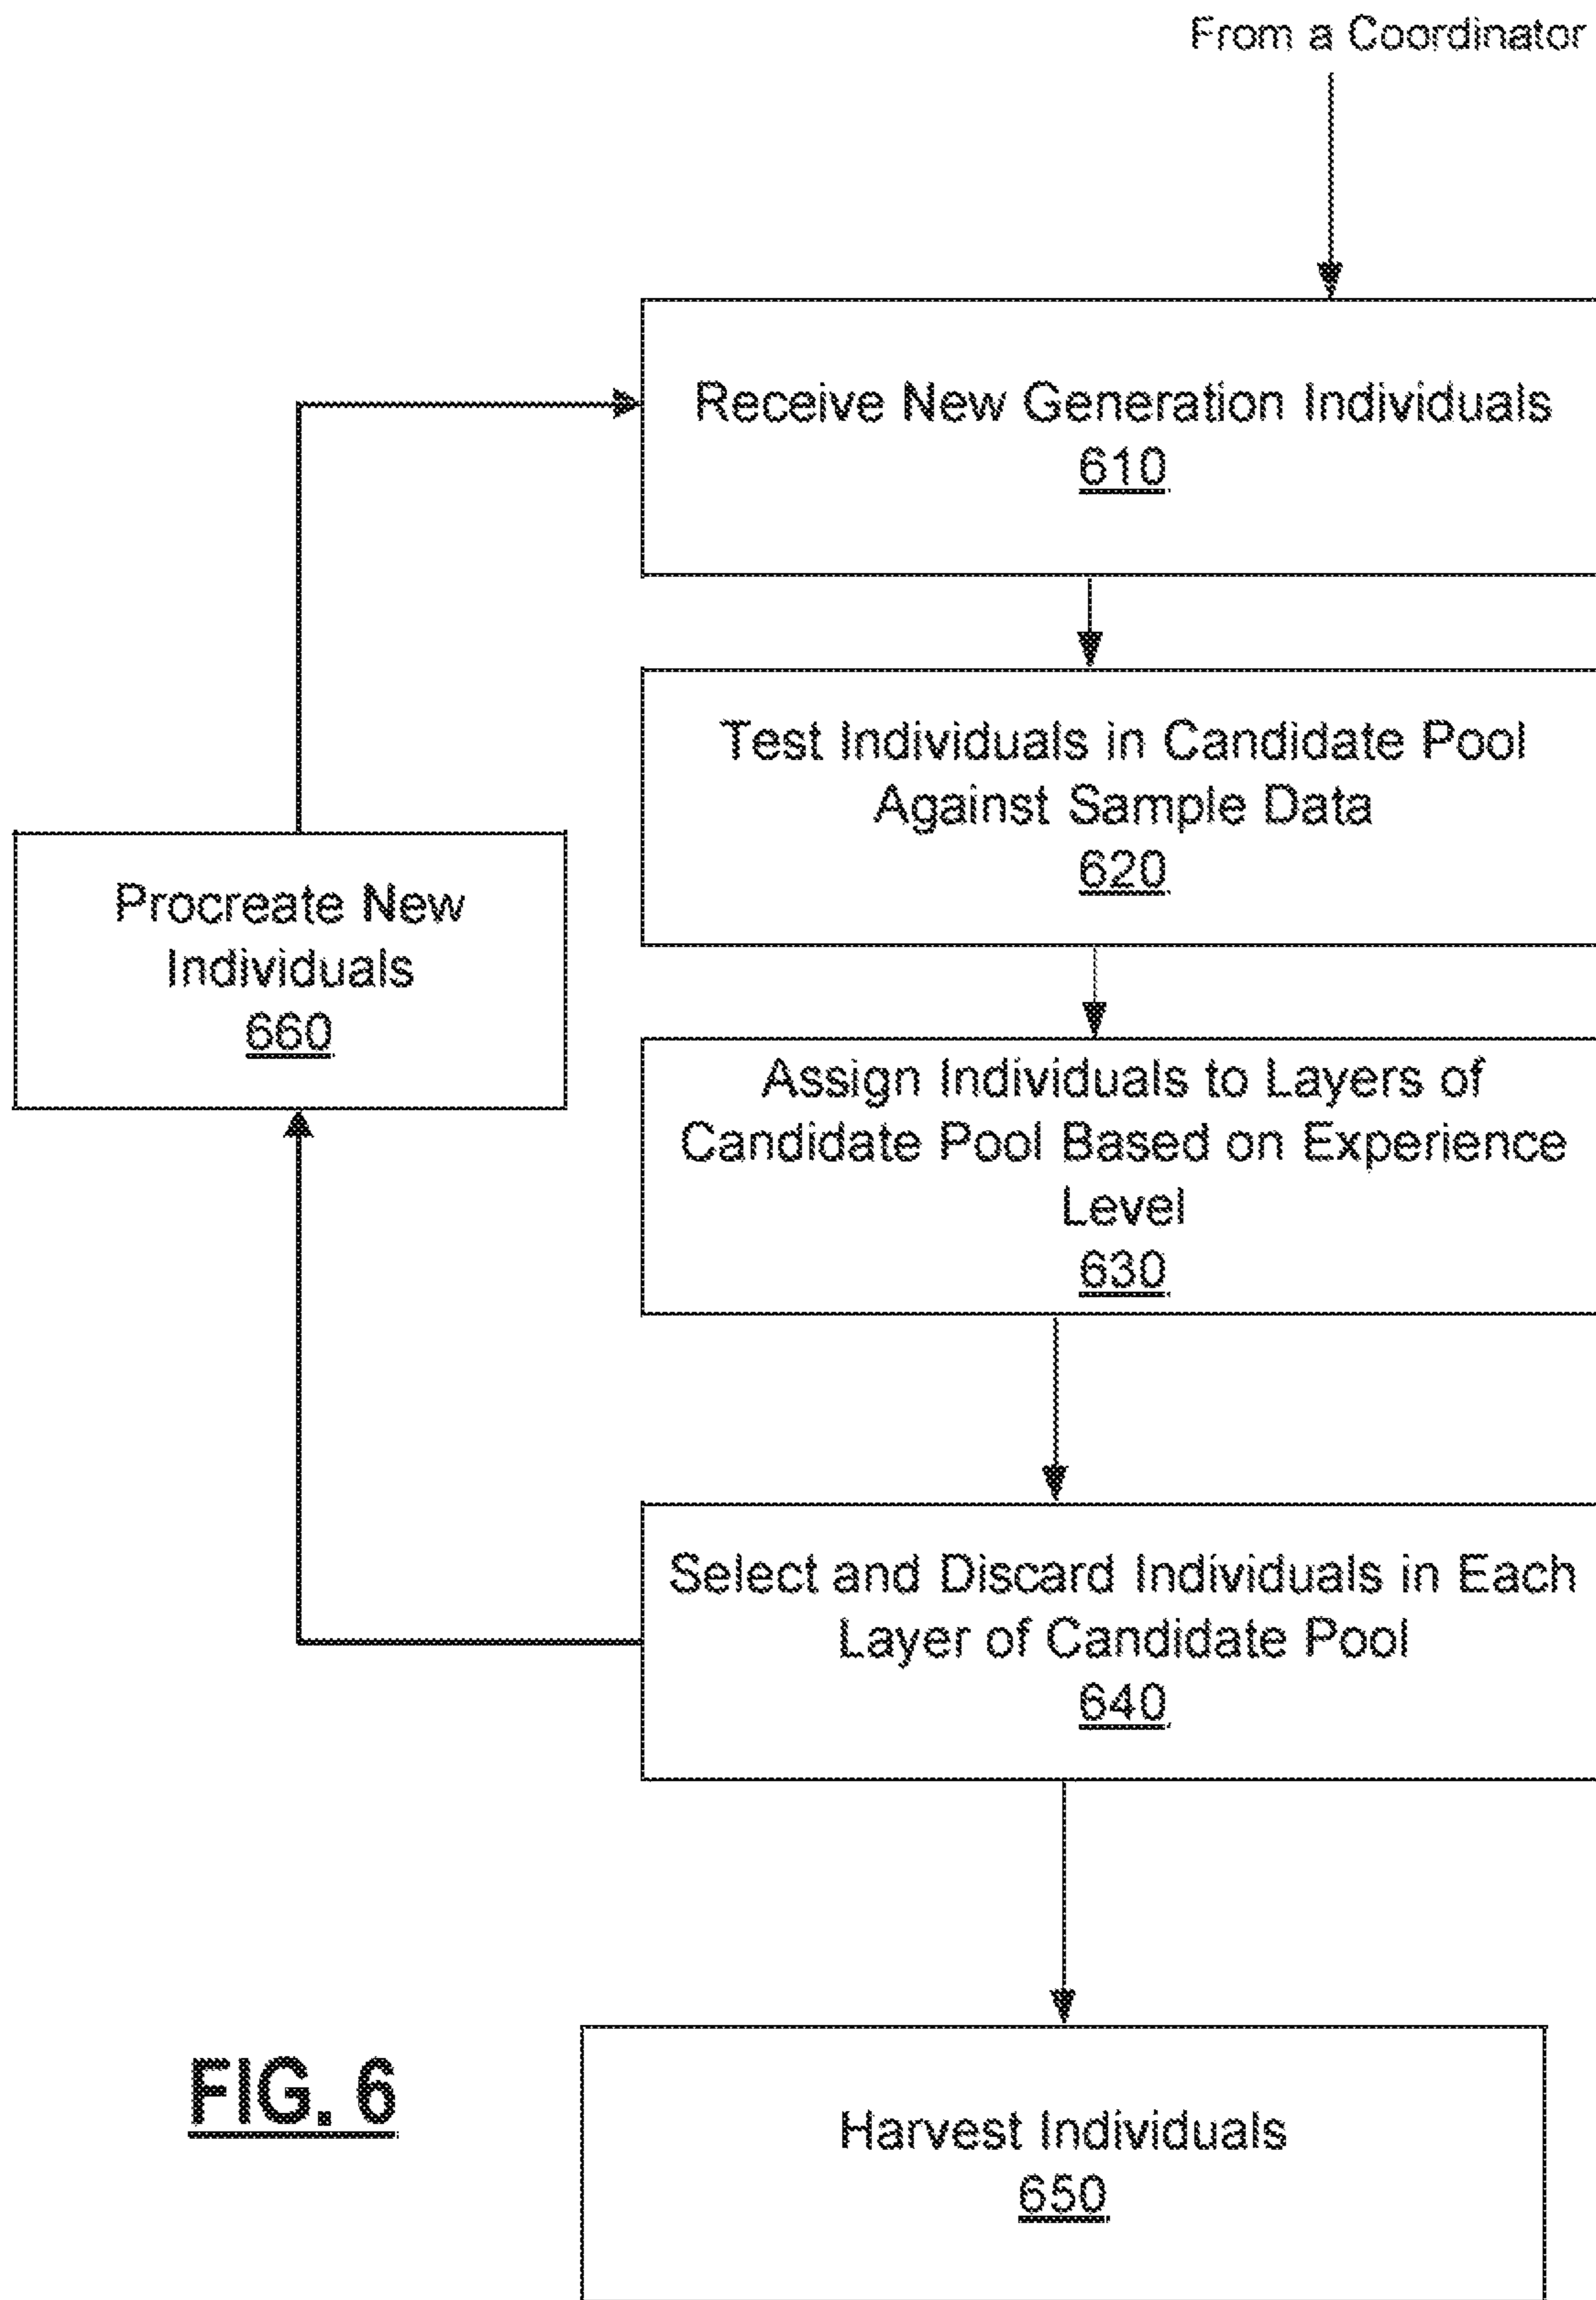 From a Coordinator
Receive New Generation Individuals
610
Test Individuals in Candidate Pool
Against Sample Data
620
Procreate New
Individuals
660
Assign Individuals to Layers of
Candidate Pool Based on Experience
Level
630
Select and Discard Individuals in Each
Layer of Candidate Pool
640
FIG. 6
Harvest Individuals
650